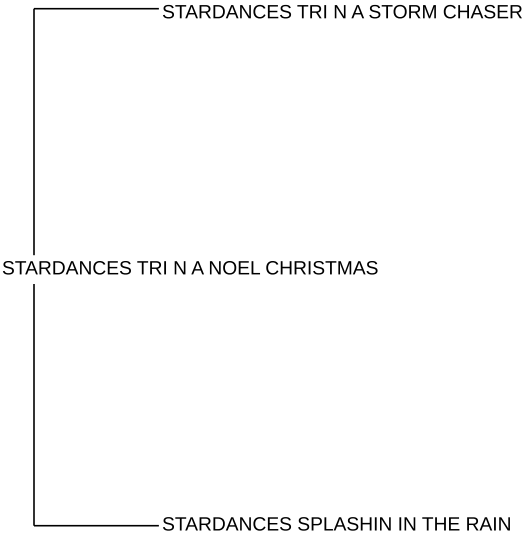 STARDANCES TRI N A STORM CHASER
STARDANCES TRI N A NOEL CHRISTMAS
STARDANCES SPLASHIN IN THE RAIN